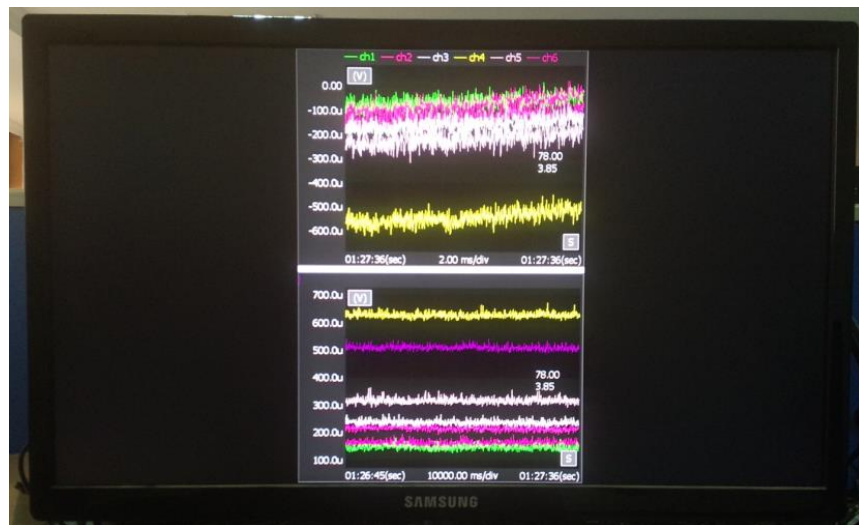 ch1 ch2 ch3 ch4 ch5 ch6
(V)
0.00
-100.0u
-200.0u
-300.0u
78.00
3.85
-400.0u
-500.0u
-600.0u
S
01:27:36(sec) 2.00 ms/div 01:27:36(sec)
700.0u
(V)
600.0u
500.0u
400.0u
78.00
3.85
300.0u
200.0u
100.0u
S
01:26:45(sec) 10000.00 ms/div 01:27:36(sec)
SAMSUNG